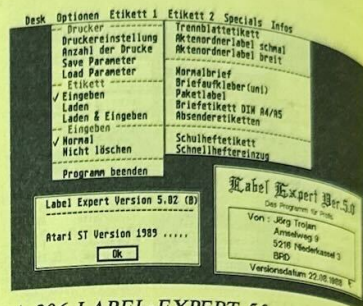 Desk Optionen Etikett 1 Etikett 2 Specials Infos
Drucker
Druckereinstellung
Anzahl der Drucke
Save Parameter
Load Parameter
Etikett
✓ Eingeben
Laden
Laden & Eingeben
Eingeben
✓ Normal
Nicht löschen
Programm beenden
Trennblattetikett
Aktenordnerlabel schmal
Aktenordnerlabel breit
Normalbrief
Briefaufkleber(uni)
Paketlabel
Briefetikett DIN A4/A5
Absenderetiketten
Schulheftetikett
Schnellheftereinzug
Label Expert Version 5.02 (B)
Atari ST Version 1989 .....
Ok
Label Expert Ver.5.0
Das Programm für Profis
Von : Jörg Trojan
Amselweg 9
5216 Niederkassel 3
BRD
Versionsdatum 22.08.1989
LABEL EXPERT